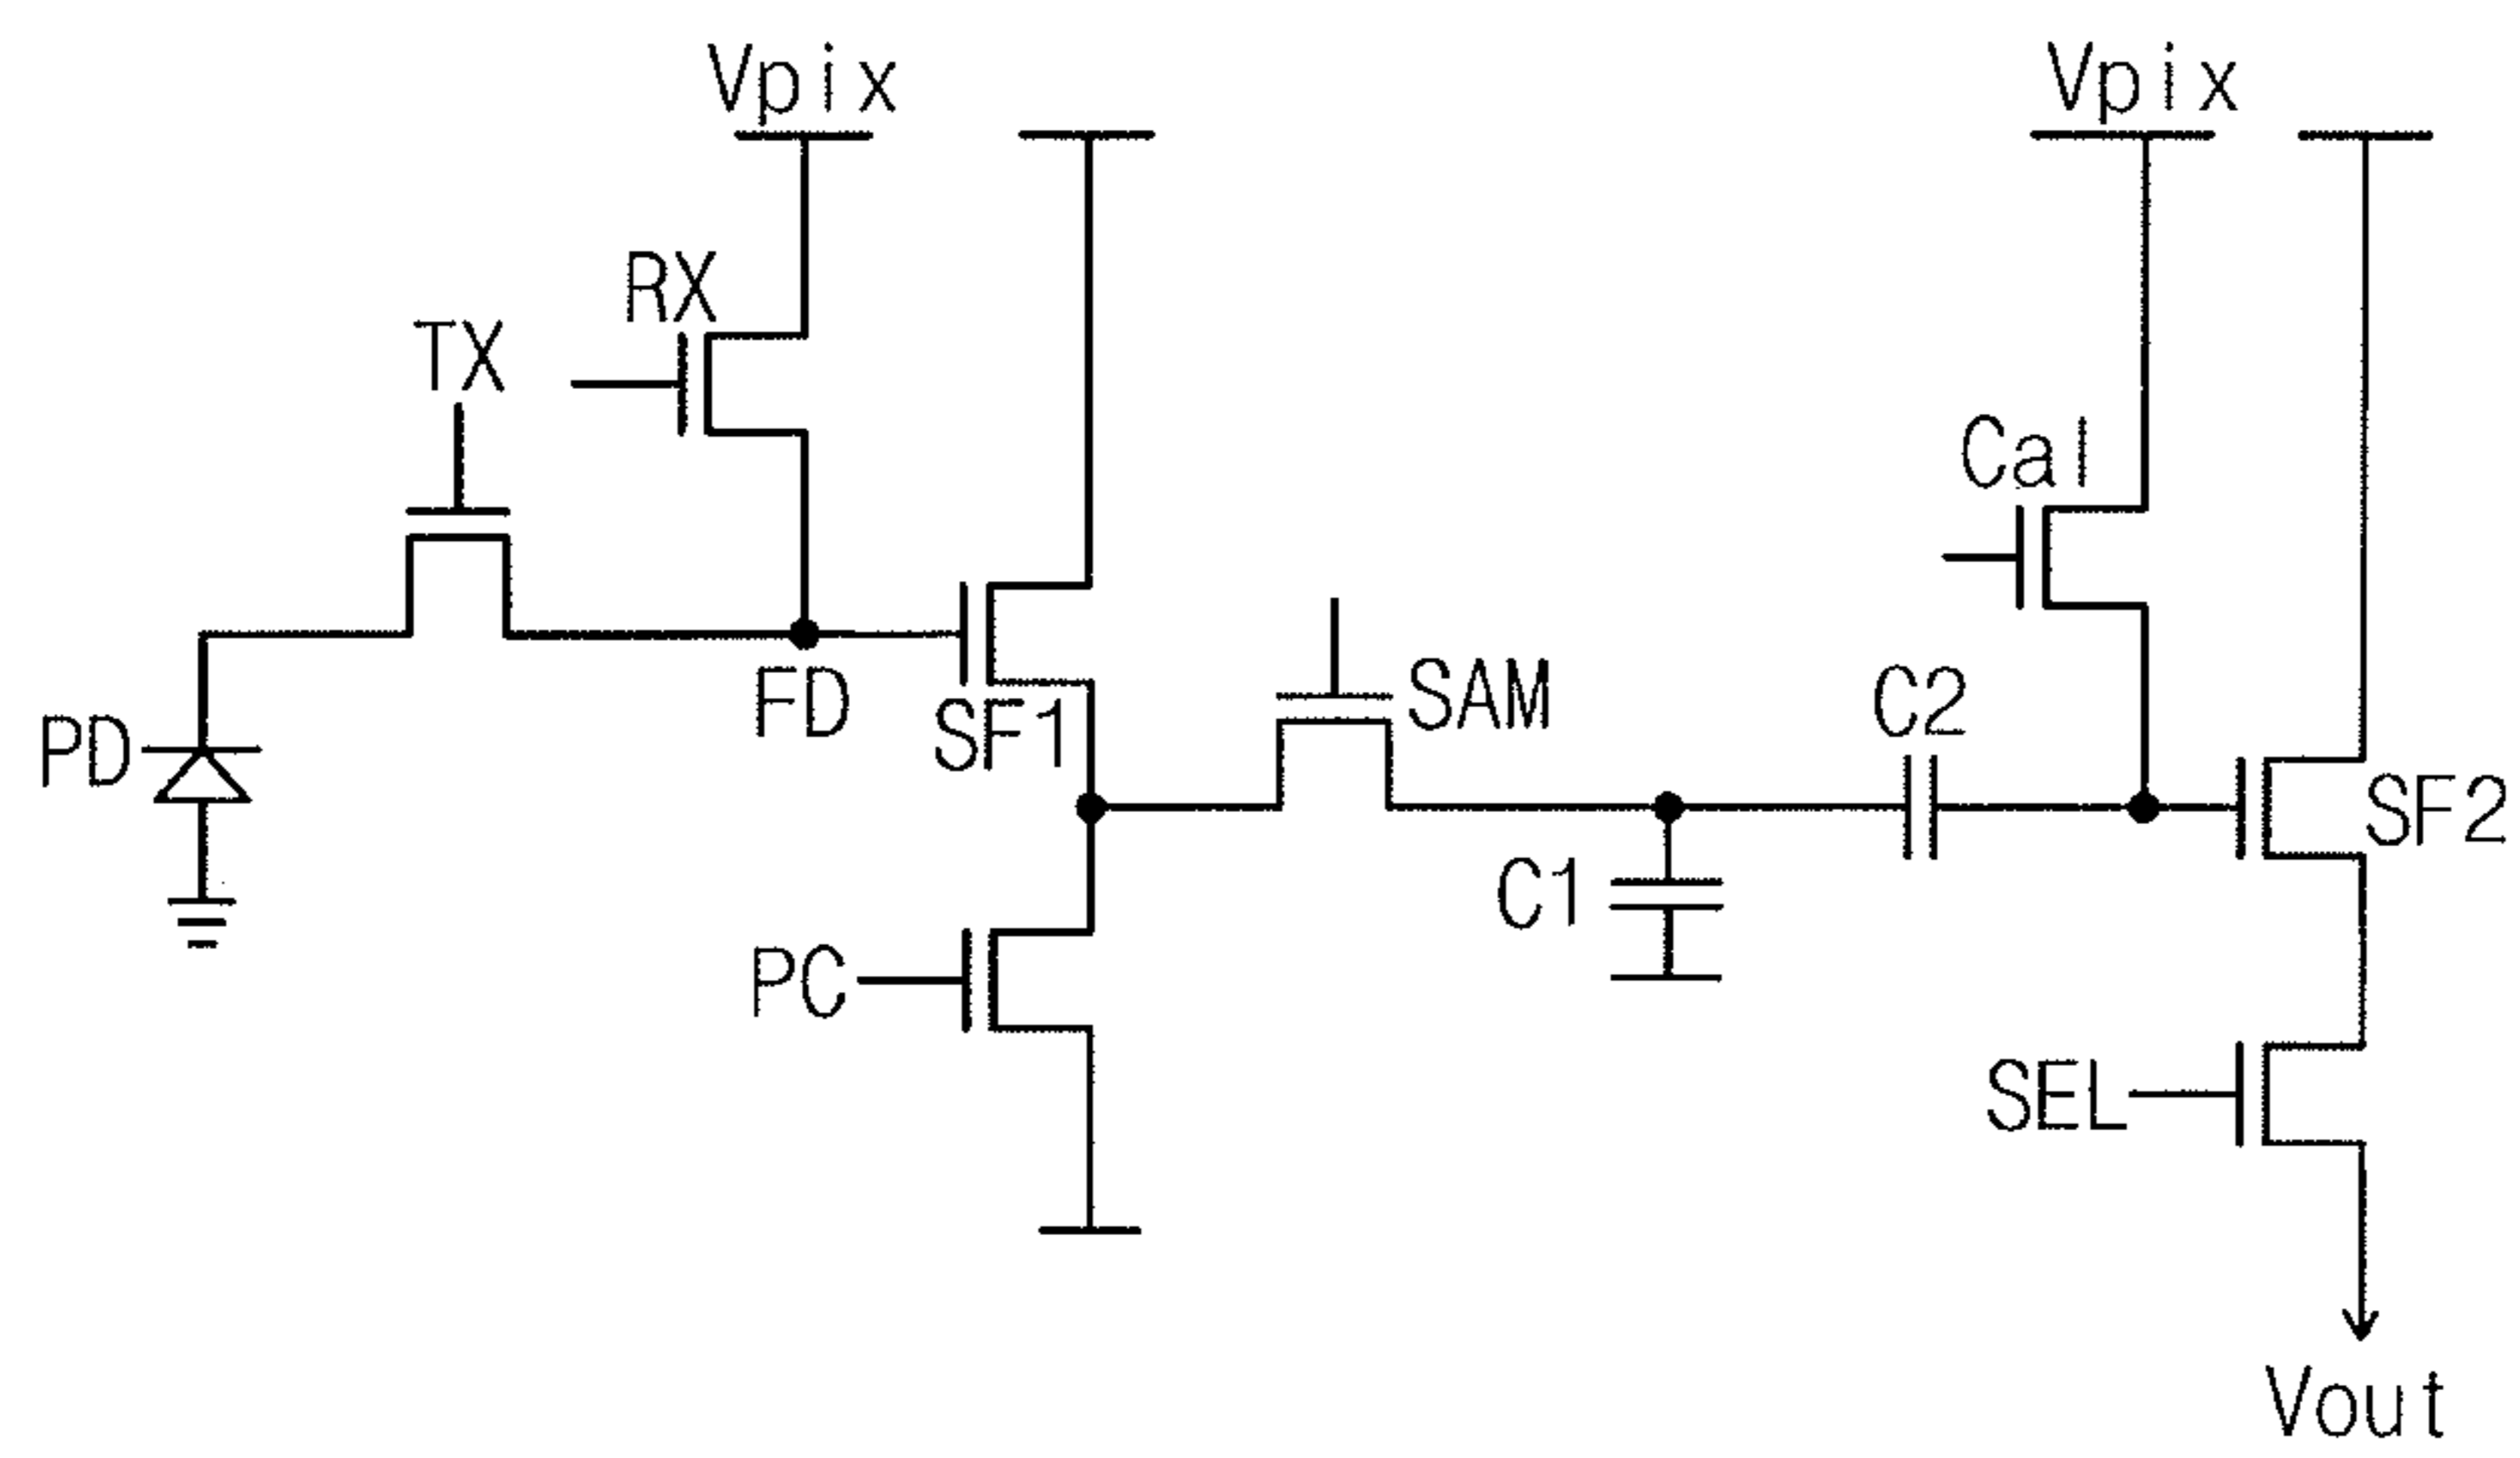 Vpix
Vpix
RX
TX
Cal
FD
SF1
SAM
C2
PD
SF2
C1
PC
SEL
Vout